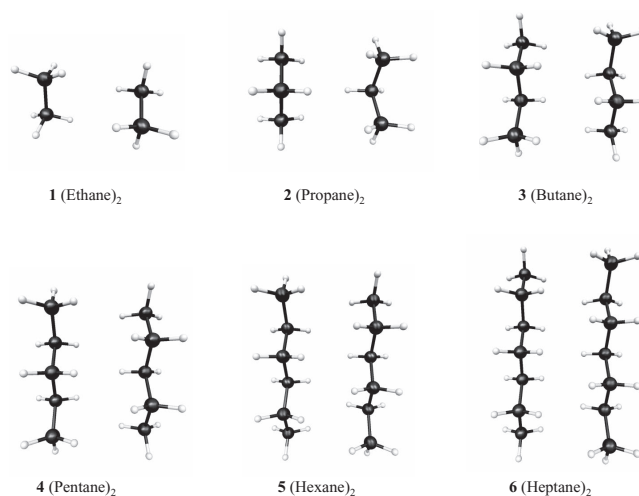 1 (Ethane)₂
2 (Propane)₂
3 (Butane)₂
4 (Pentane)₂
5 (Hexane)₂
6 (Heptane)₂